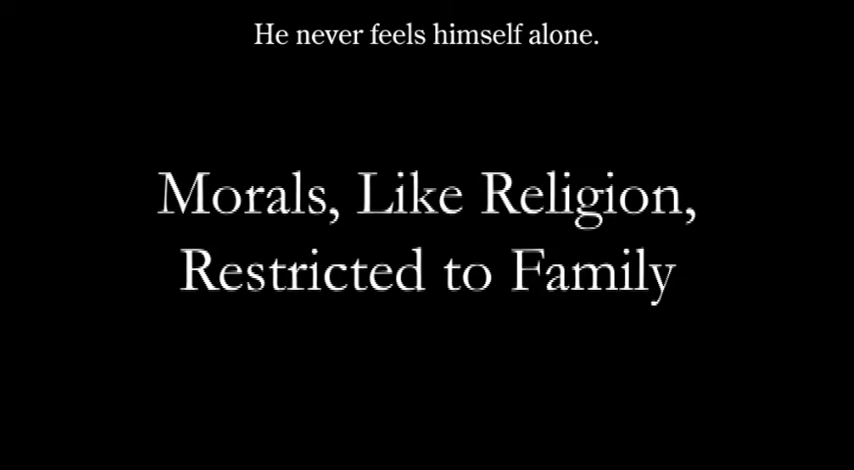 He never feels himself alone.
Morals, Like Religion,
Restricted to Family